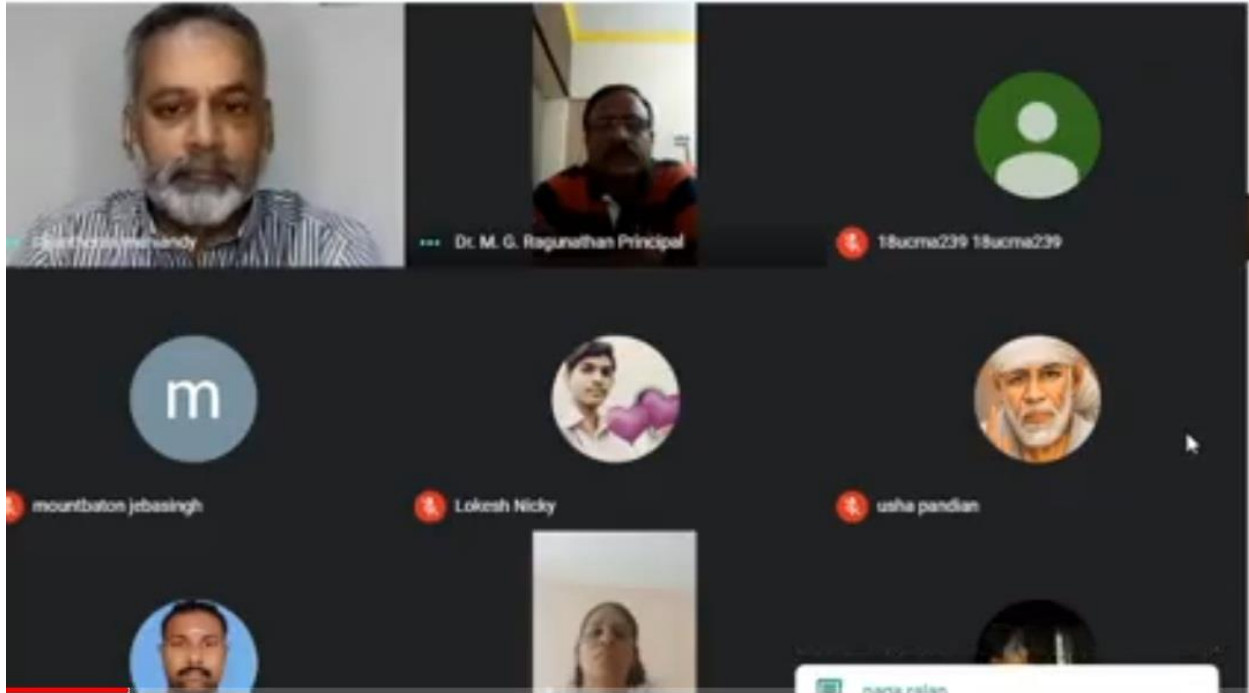 Dr. M. G. Ragunathan Principal
18ucma239 18ucma239
m
mountbaton jebasingh
Lokesh Nicky
usha pandian